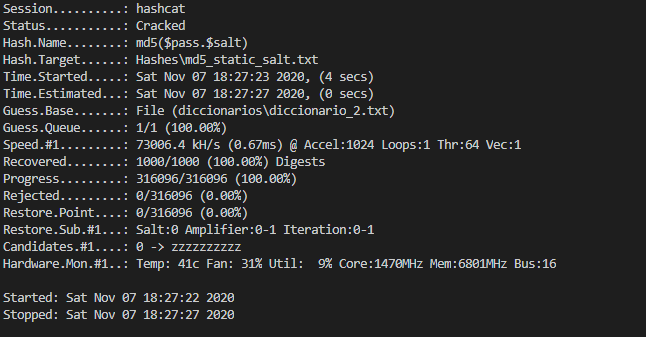 Session..........: hashcat
Status...........: Cracked
Hash.Name........: md5($pass.$salt)
Hash.Target......: Hashes\md5_static_salt.txt
Time.Started.....: Sat Nov 07 18:27:23 2020, (4 secs)
Time.Estimated...: Sat Nov 07 18:27:27 2020, (0 secs)
Guess.Base.......: File (diccionarios\diccionario_2.txt)
Guess.Queue......: 1/1 (100.00%)
Speed.#1.........: 73006.4 kH/s (0.67ms) @ Accel:1024 Loops:1 Thr:64 Vec:1
Recovered........: 1000/1000 (100.00%) Digests
Progress.........: 316096/316096 (100.00%)
Rejected.........: 0/316096 (0.00%)
Restore.Point....: 0/316096 (0.00%)
Restore.Sub.#1...: Salt:0 Amplifier:0-1 Iteration:0-1
Candidates.#1....: 0 -> zzzzzzzzzz
Hardware.Mon.#1..: Temp: 41c Fan: 31% Util:  9% Core:1470MHz Mem:6801MHz Bus:16
Started: Sat Nov 07 18:27:22 2020
Stopped: Sat Nov 07 18:27:27 2020